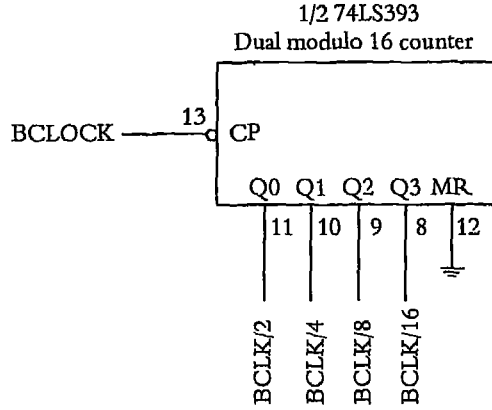 1/2 74LS393
Dual modulo 16 counter
13
BCLOCK
CP
Q0 Q1 Q2 Q3 MR
11 10 9 8 12
BCLK/2
BCLK/4
BCLK/8
BCLK/16